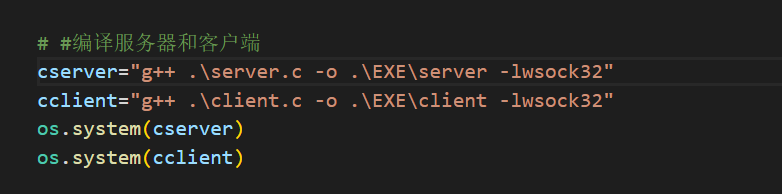 # #编译服务器和客户端
cserver="g++ .\server.c -o .\EXE\server -lwsock32"
cclient="g++ .\client.c -o .\EXE\client -lwsock32"
os.system(cserver)
os.system(cclient)